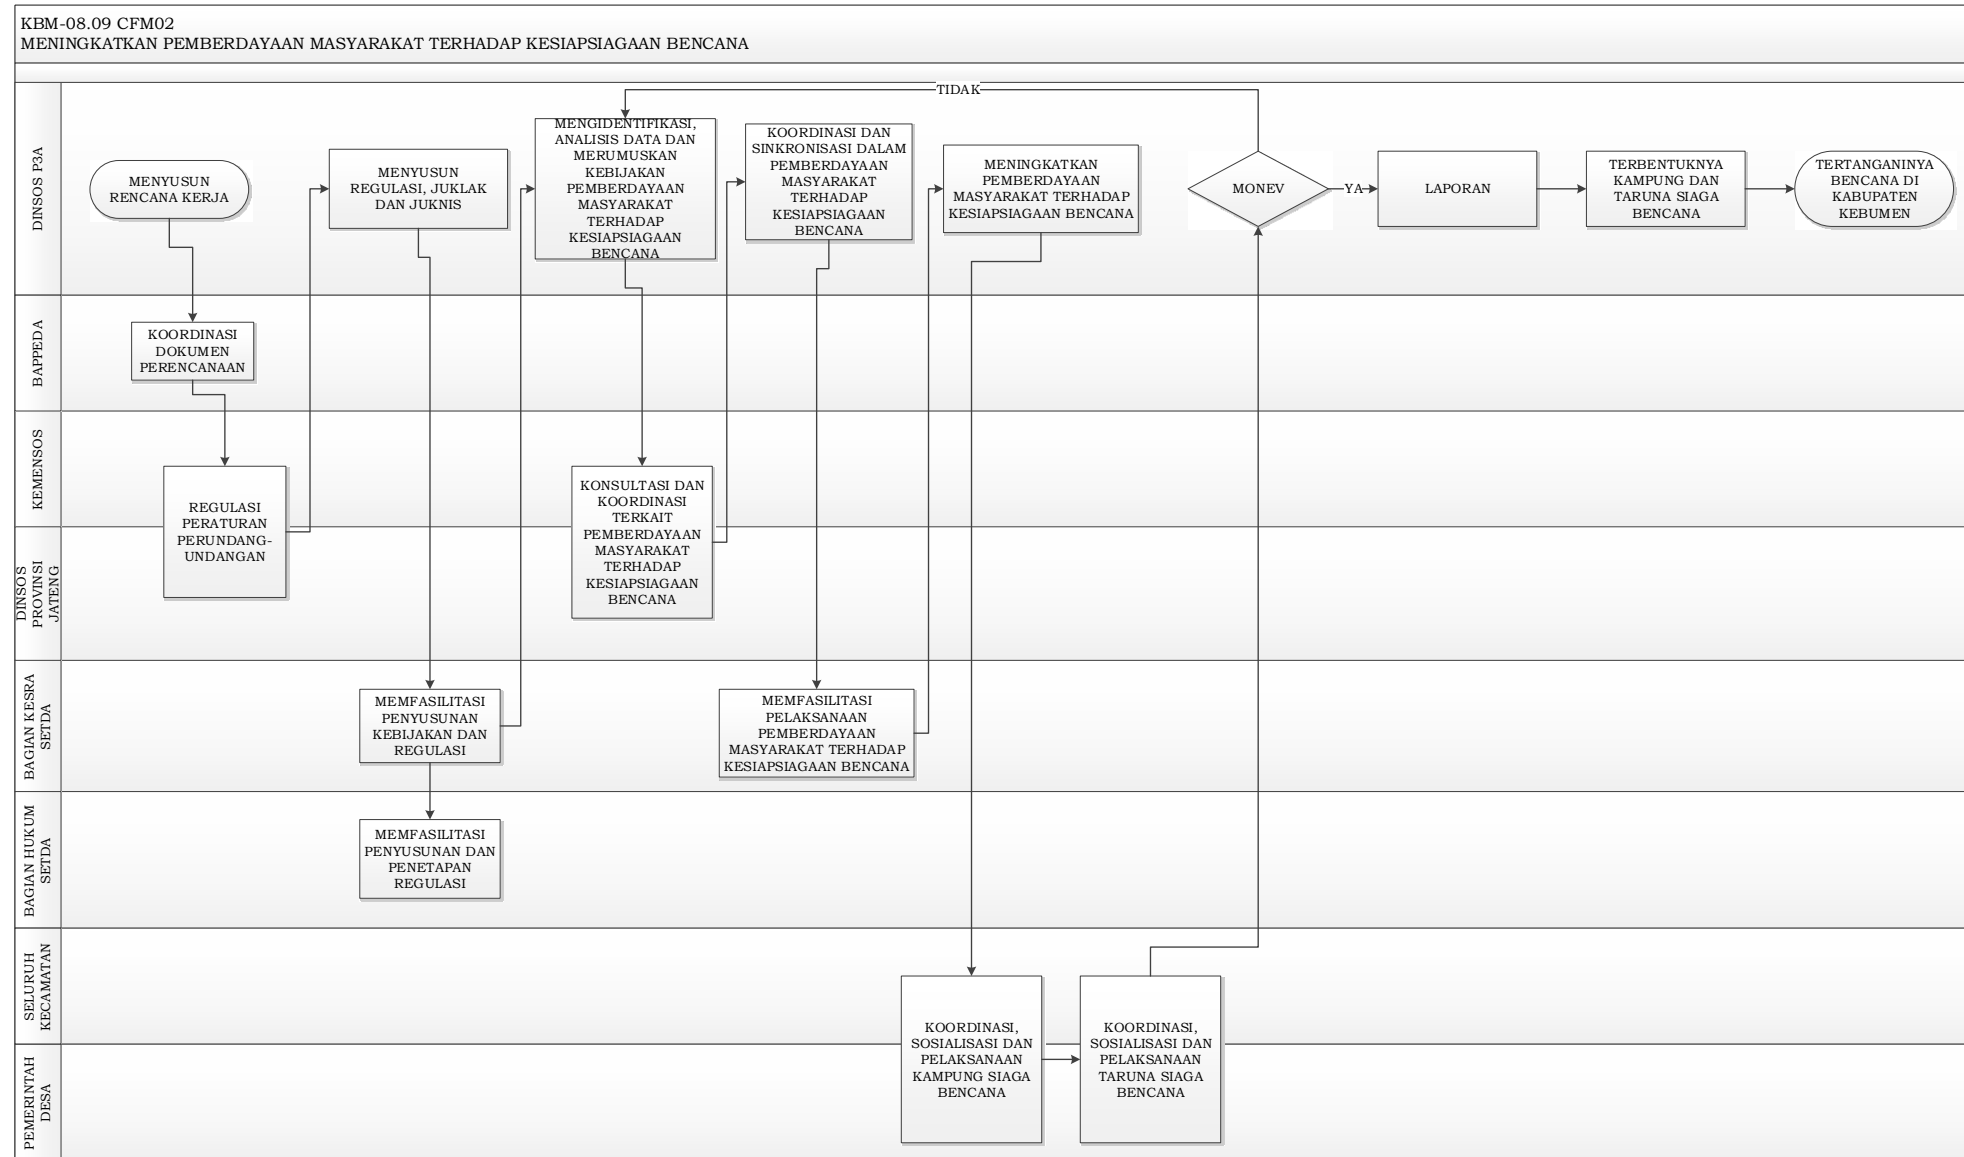 KBM-08.09 CFM02
MENINGKATKAN PEMBERDAYAAN MASYARAKAT TERHADAP KESIAPSIAGAAN BENCANA
DINSOS P3A
TIDAK
MENYUSUN
RENCANA KERJA
MENYUSUN
REGULASI, JUKLAK
DAN JUKNIS
MENGIDENTIFIKASI,
ANALISIS DATA DAN
MERUMUSKAN
KEBIJAKAN
PEMBERDAYAAN
MASYARAKAT
TERHADAP
KESIAPSIAGAAN
BENCANA
KOORDINASI DAN
SINKRONISASI DALAM
PEMBERDAYAAN
MASYARAKAT
TERHADAP
KESIAPSIAGAAN
BENCANA
MENINGKATKAN
PEMBERDAYAAN
MASYARAKAT TERHADAP
KESIAPSIAGAAN BENCANA
MONEV
YA
LAPORAN
TERBENTUKNYA
KAMPUNG DAN
TARUNA SIAGA
BENCANA
TERTANGANINYA
BENCANA DI
KABUPATEN
KEBUMEN
BAPPEDA
KOORDINASI
DOKUMEN
PERENCANAAN
KEMENSOS
REGULASI
PERATURAN
PERUNDANG-
UNDANGAN
KONSULTASI DAN
KOORDINASI
TERKAIT
PEMBERDAYAAN
MASYARAKAT
TERHADAP
KESIAPSIAGAAN
BENCANA
DINSOS
PROVINSI
JATENG
BAGIAN KESRA
SETDA
MEMFASILITASI
PENYUSUNAN
KEBIJAKAN DAN
REGULASI
MEMFASILITASI
PELAKSANAAN
PEMBERDAYAAN
MASYARAKAT TERHADAP
KESIAPSIAGAAN BENCANA
BAGIAN HUKUM
SETDA
MEMFASILITASI
PENYUSUNAN DAN
PENETAPAN
REGULASI
SELURUH
KECAMATAN
KOORDINASI,
SOSIALISASI DAN
PELAKSANAAN
KAMPUNG SIAGA
BENCANA
KOORDINASI,
SOSIALISASI DAN
PELAKSANAAN
TARUNA SIAGA
BENCANA
PEMERINTAH
DESA